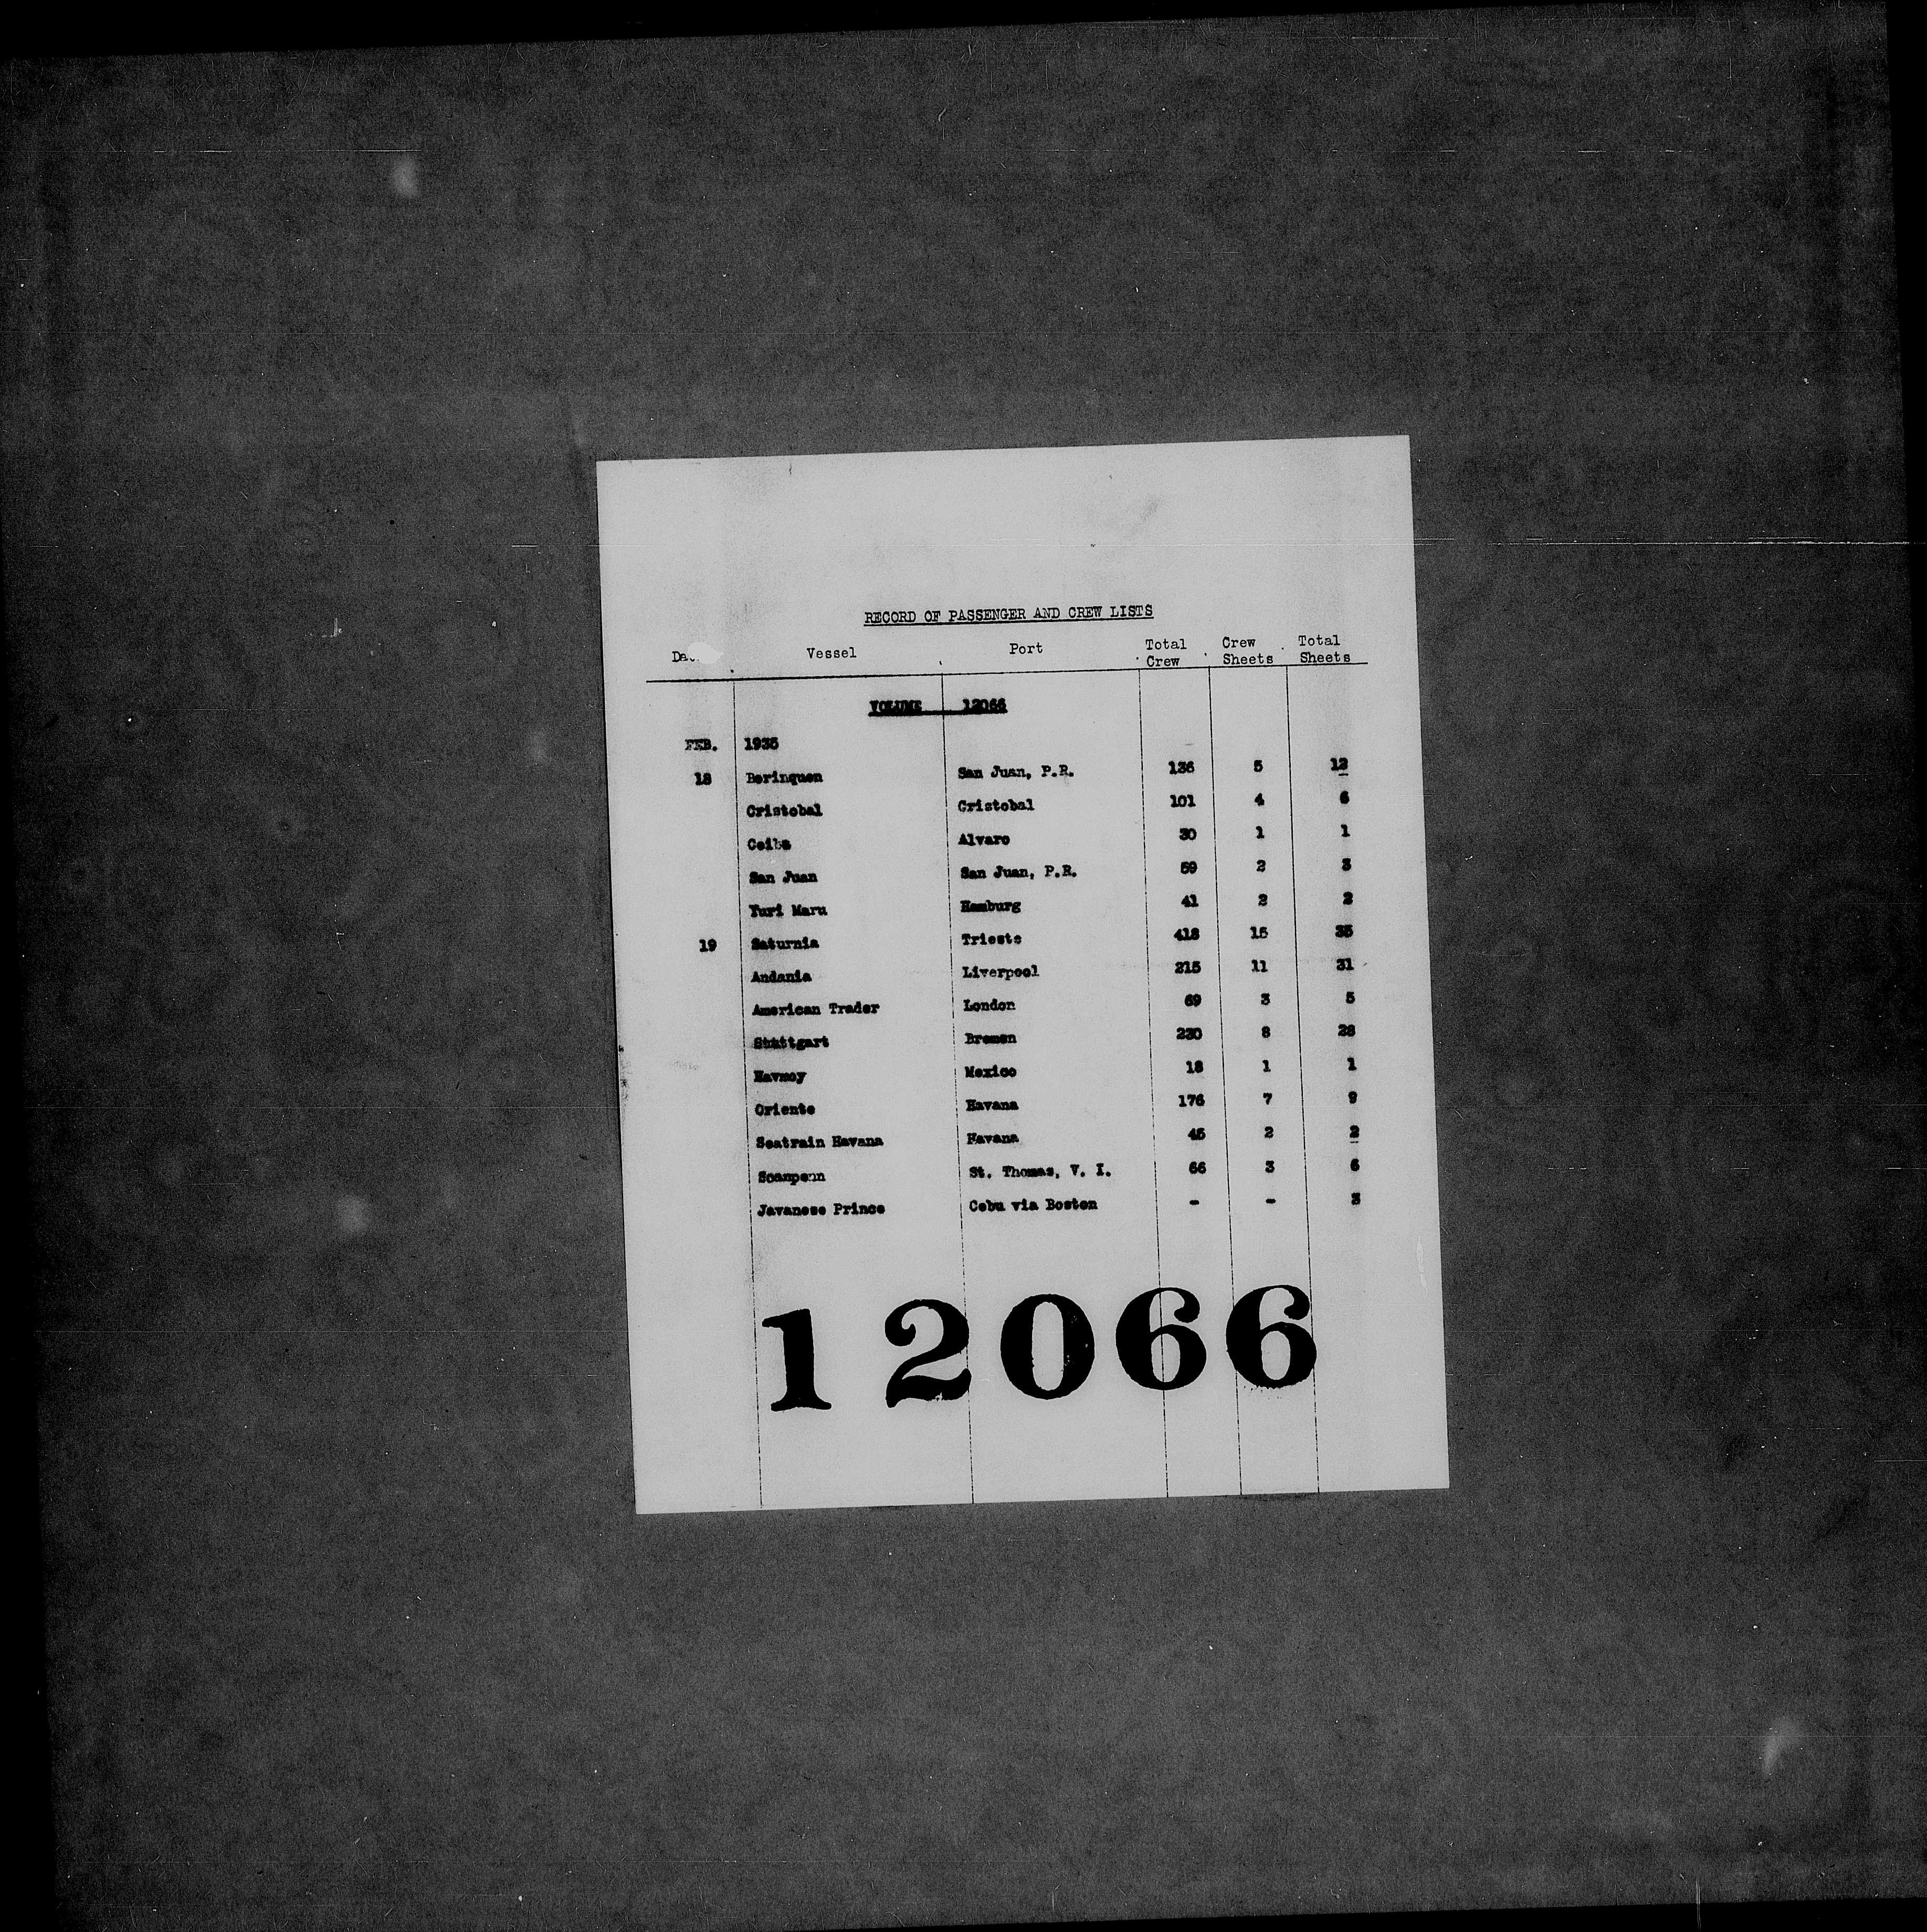 RECORD OF PASSENGER AND CREW LISTS
Vessel Port Total Crew Crew Sheets Total Sheets
VOLUME 12066
FEB. 1935
18 Borinquen San Juan, P.R. 136 5 12
Cristobal Cristobal 101 4 6
Ceiba Alvaro 30 1 1
San Juan San Juan, P.R. 59 2 3
Yuri Maru Hamburg 41 2 2
19 Saturnia Trieste 418 15 35
Andania Liverpool 215 11 31
American Trader London 69 3 5
Stuttgart Bremen 230 8 28
Havmoy Mexico 18 1 1
Oriente Havana 176 7 9
Seatrain Havana Havana 45 2 2
Scanpenn St. Thomas, V. I. 66 3 6
Javanese Prince Cebu via Boston - - 3
12066